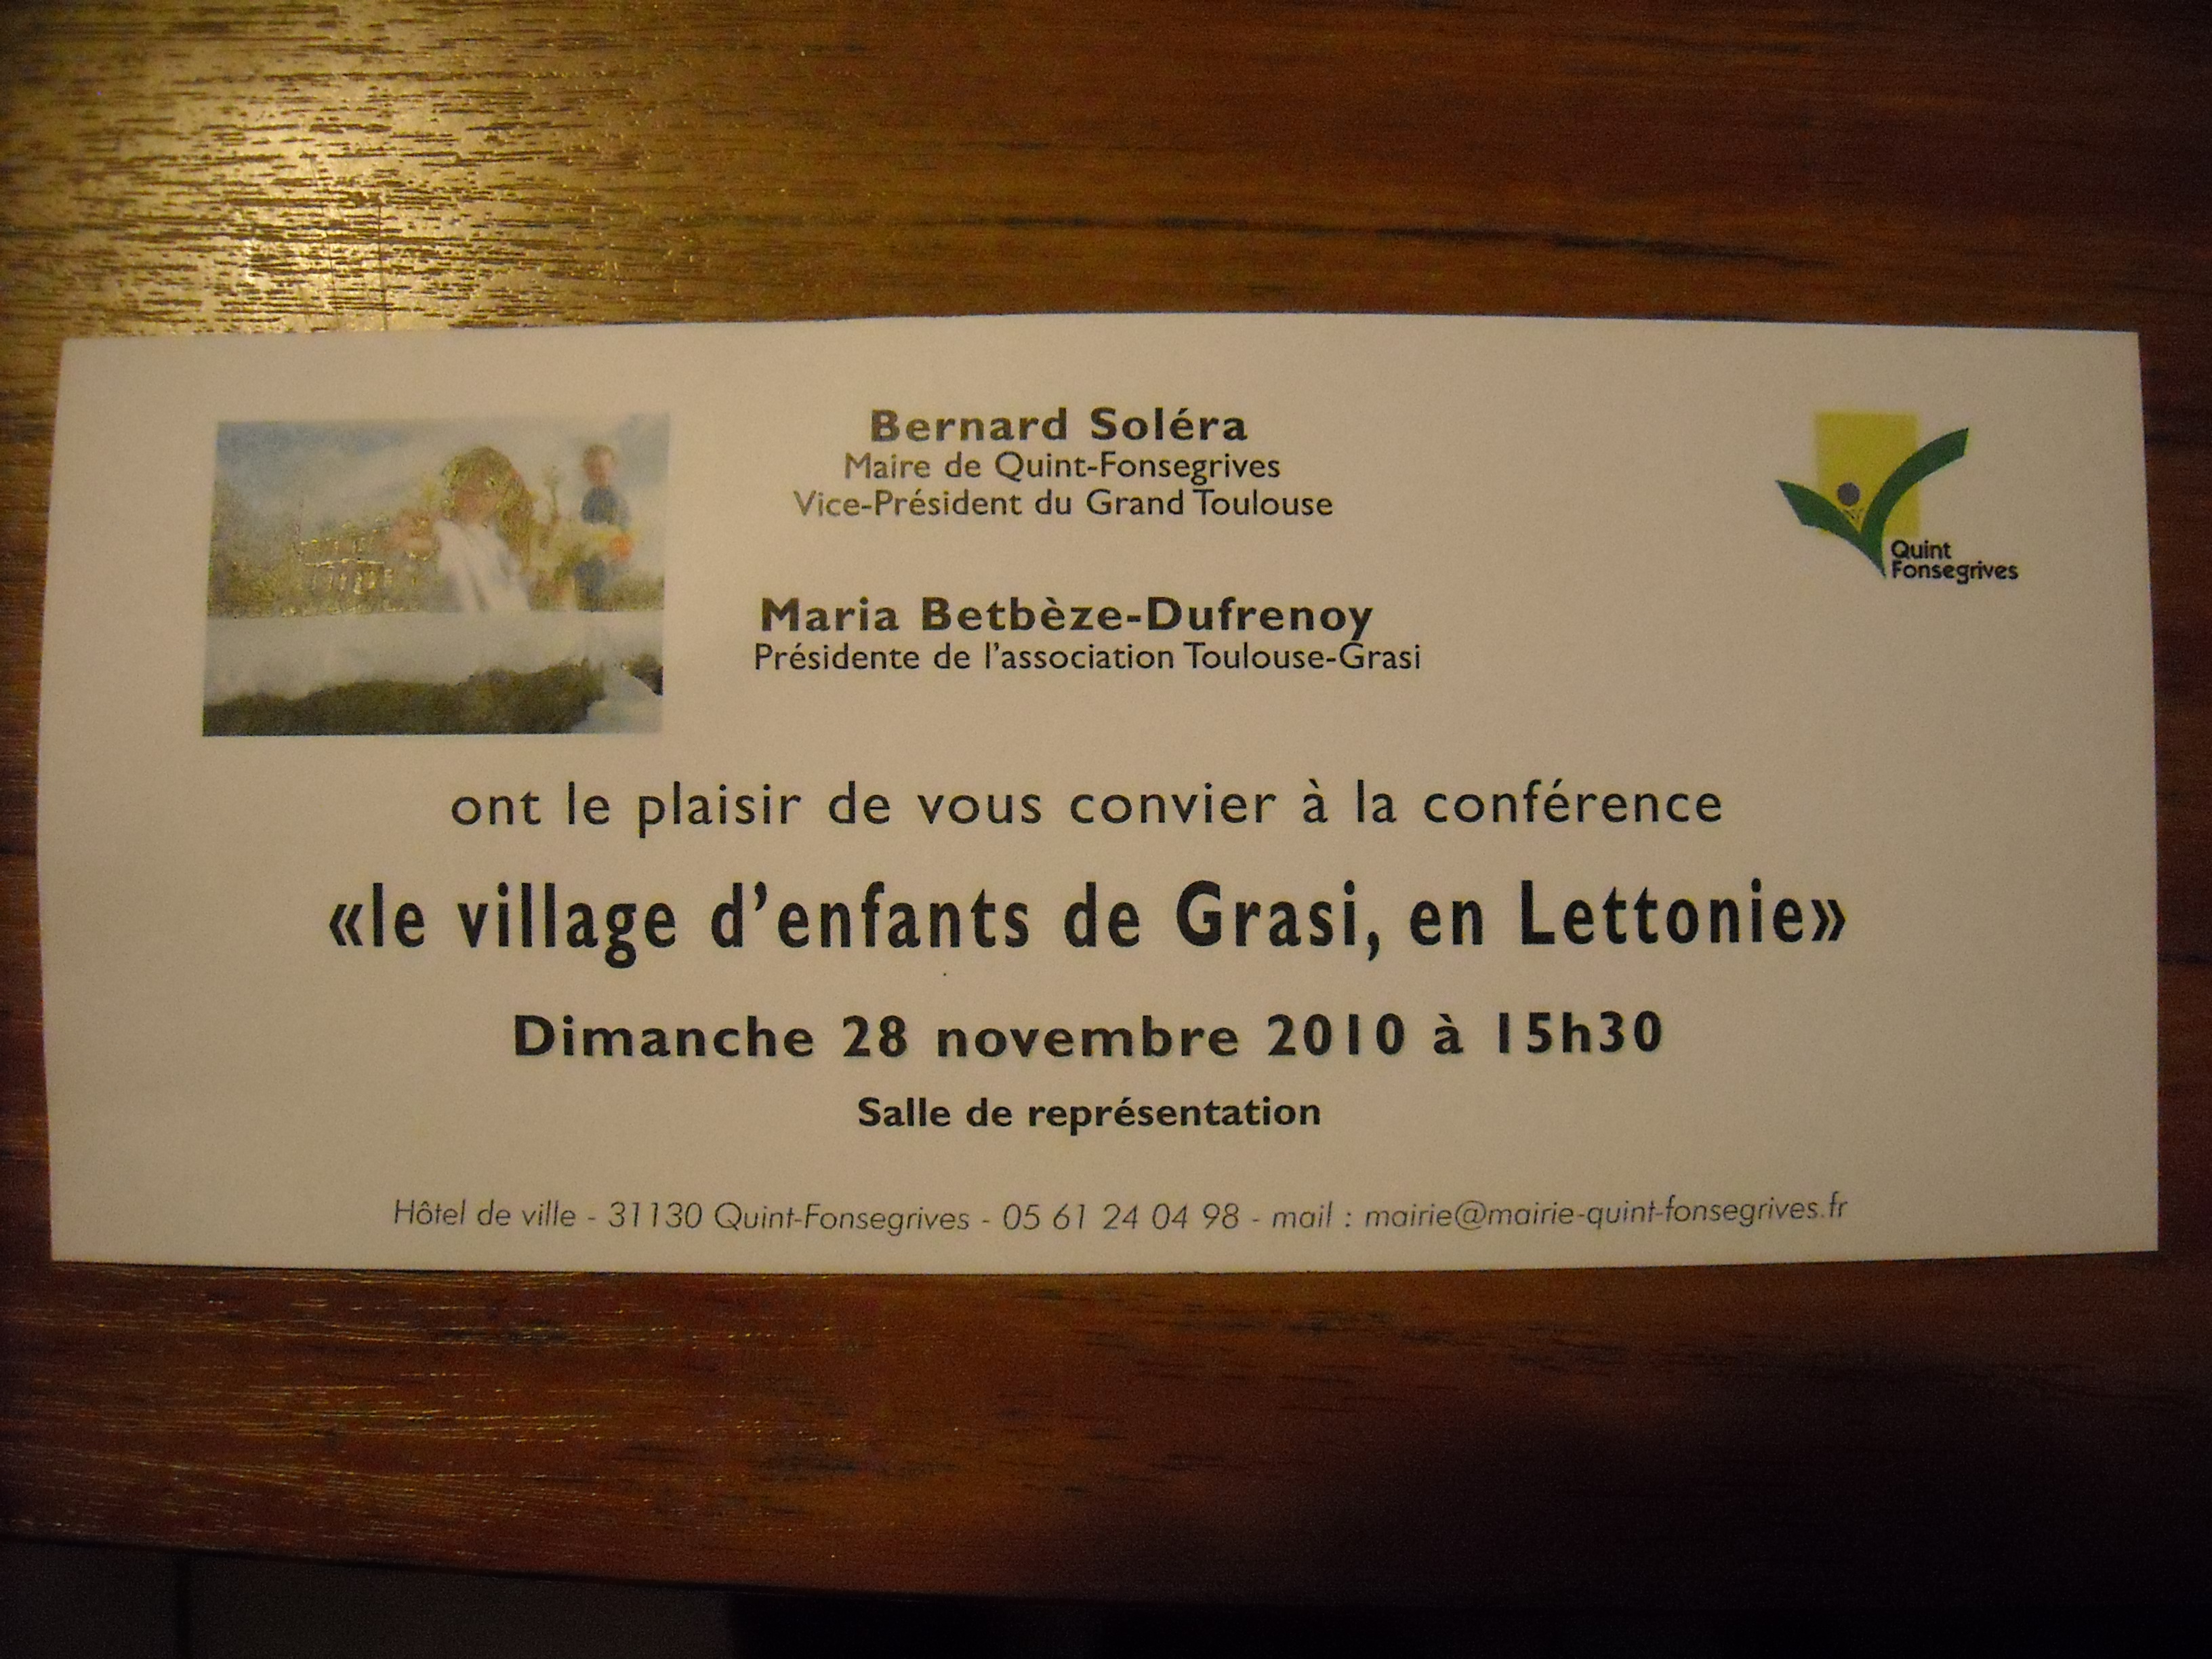 Bernard Soléra
Maire de Quint-Fonsegrives
Vice-Président du Grand Toulouse
Quint
Fonsegrives
Maria Betbèze-Dufrenoy
Présidente de l'association Toulouse-Grasi
ont le plaisir de vous convier à la conférence
«le village d'enfants de Grasi, en Lettonie»
Dimanche 28 novembre 2010 à 15h30
Salle de représentation
Hôtel de ville - 31130 Quint-Fonsegrives - 05 61 24 04 98 - mail : mairie@mairie-quint-fonsegrives.fr